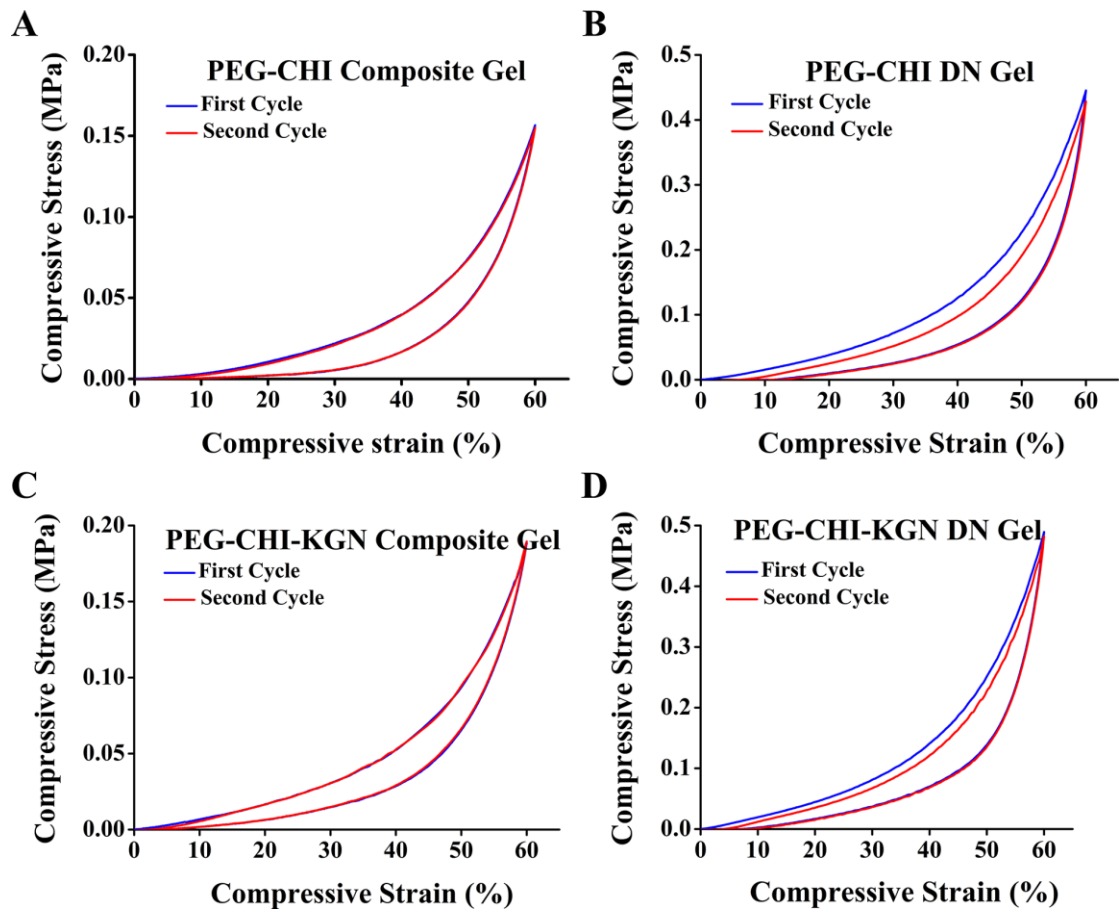 A
PEG-CHI Composite Gel
First Cycle
Second Cycle
Compressive Stress (MPa)
0.20
0.15
0.10
0.05
0.00
0 10 20 30 40 50 60
Compressive strain (%)
B
PEG-CHI DN Gel
First Cycle
Second Cycle
Compressive Stress (MPa)
0.5
0.4
0.3
0.2
0.1
0.0
0 10 20 30 40 50 60
Compressive Strain (%)
C
PEG-CHI-KGN Composite Gel
First Cycle
Second Cycle
Compressive Stress (MPa)
0.20
0.15
0.10
0.05
0.00
0 10 20 30 40 50 60
Compressive Strain (%)
D
PEG-CHI-KGN DN Gel
First Cycle
Second Cycle
Compressive Stress (MPa)
0.5
0.4
0.3
0.2
0.1
0.0
0 10 20 30 40 50 60
Compressive Strain (%)